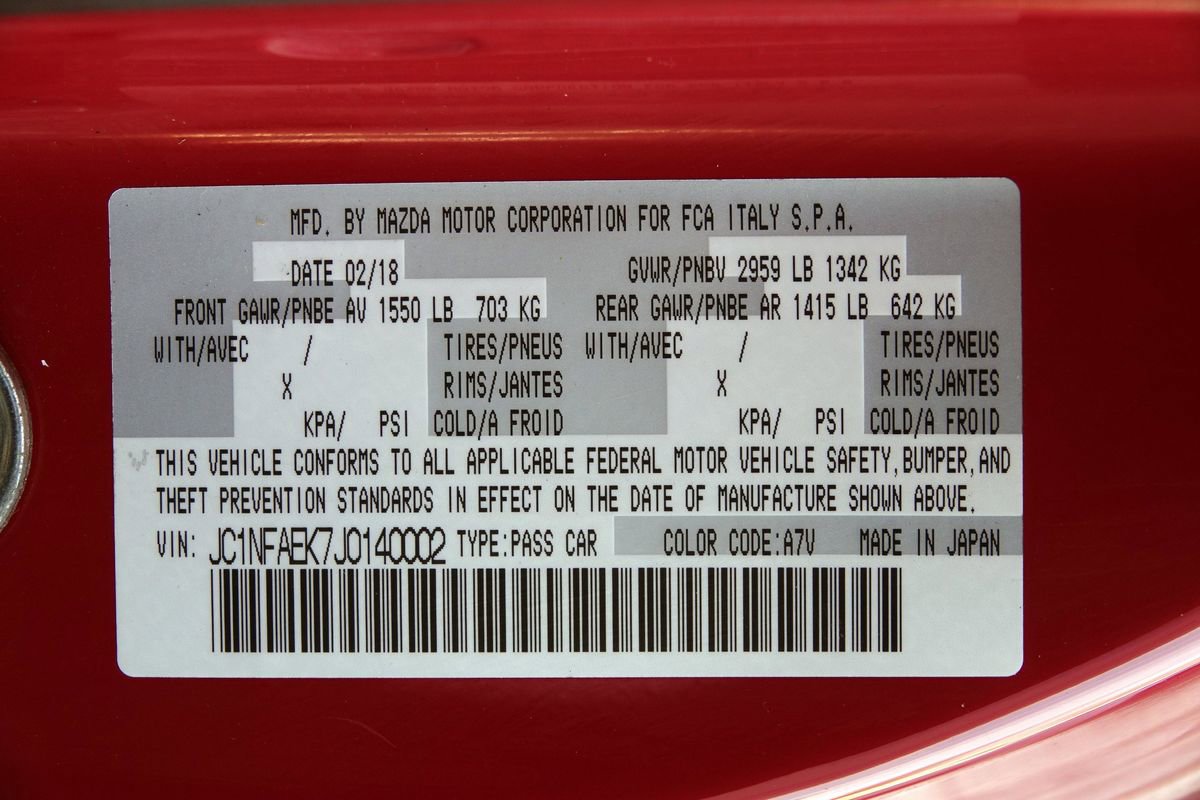 MFD. BY MAZDA MOTOR CORPORATION FOR FCA ITALY S.P.A.
DATE 02/18 GVWR/PNBV 2959 LB 1342 KG
FRONT GAWR/PNBE AV 1550 LB 703 KG REAR GAWR/PNBE AR 1415 LB 642 KG
WITH/AVEC / TIRES/PNEUS WITH/AVEC / TIRES/PNEUS
X RIMS/JANTES X RIMS/JANTES
KPA/ PSI COLD/A FROID KPA/ PSI COLD/A FROID
THIS VEHICLE CONFORMS TO ALL APPLICABLE FEDERAL MOTOR VEHICLE SAFETY,BUMPER,AND
THEFT PREVENTION STANDARDS IN EFFECT ON THE DATE OF MANUFACTURE SHOWN ABOVE.
VIN: JC1NFAEK7J0140002 TYPE:PASS CAR COLOR CODE:A7V MADE IN JAPAN